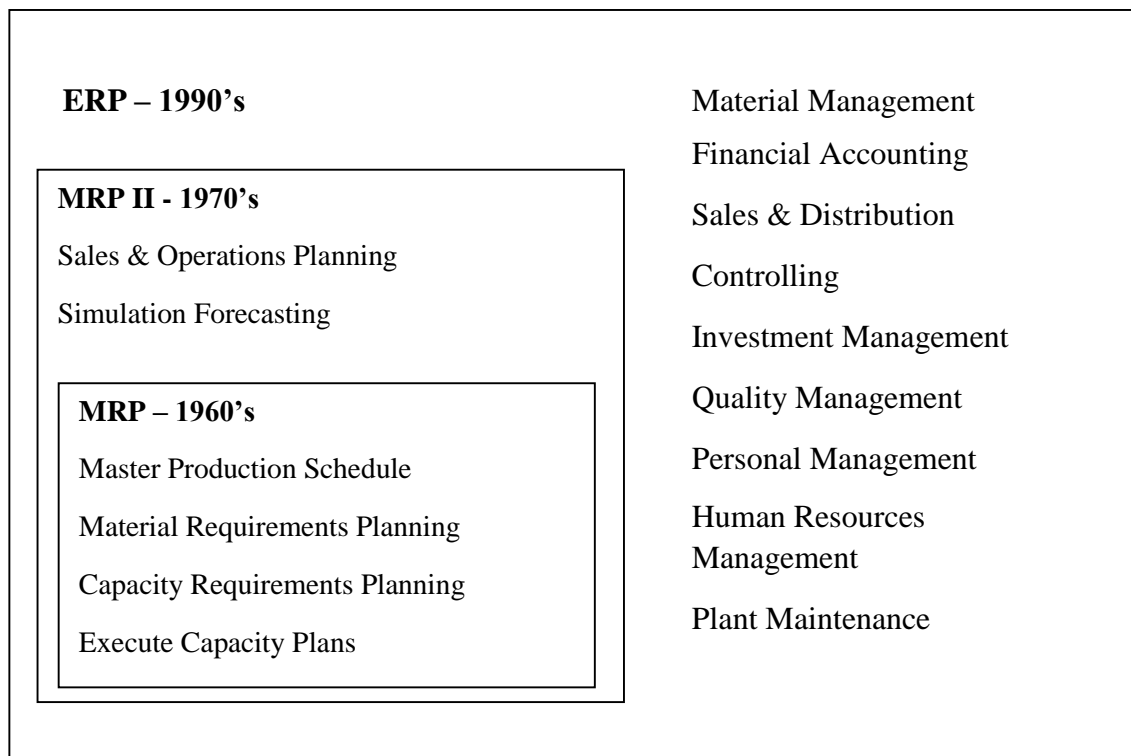 ERP – 1990’s
MRP II - 1970’s
Sales & Operations Planning
Simulation Forecasting
MRP – 1960’s
Master Production Schedule
Material Requirements Planning
Capacity Requirements Planning
Execute Capacity Plans
Material Management
Financial Accounting
Sales & Distribution
Controlling
Investment Management
Quality Management
Personal Management
Human Resources
Management
Plant Maintenance